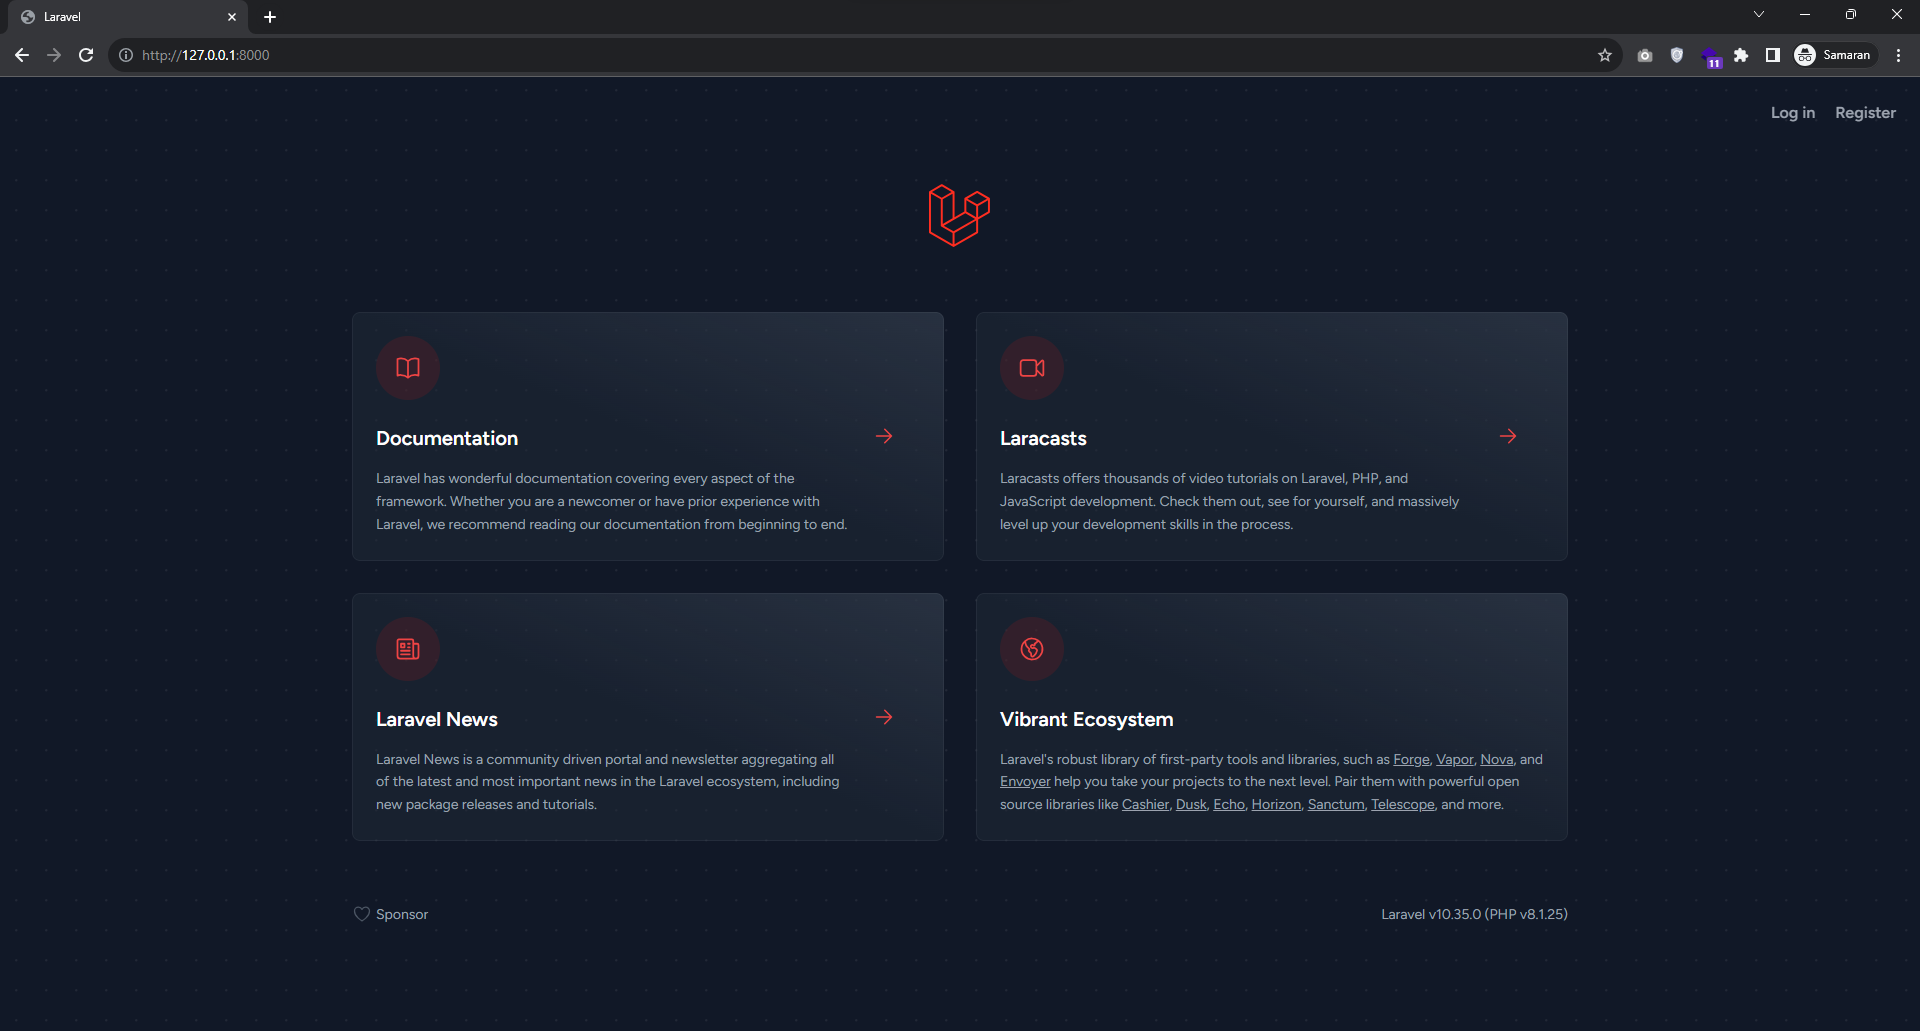 Laravel
http://127.0.0.1:8000
11
Samaran
Log in Register
Documentation
Laravel has wonderful documentation covering every aspect of the
framework. Whether you are a newcomer or have prior experience with
Laravel, we recommend reading our documentation from beginning to end.
Laracasts
Laracasts offers thousands of video tutorials on Laravel, PHP, and
JavaScript development. Check them out, see for yourself, and massively
level up your development skills in the process.
Laravel News
Laravel News is a community driven portal and newsletter aggregating all
of the latest and most important news in the Laravel ecosystem, including
new package releases and tutorials.
Vibrant Ecosystem
Laravel's robust library of first-party tools and libraries, such as Forge, Vapor, Nova, and
Envoyer help you take your projects to the next level. Pair them with powerful open
source libraries like Cashier, Dusk, Echo, Horizon, Sanctum, Telescope, and more.
Sponsor
Laravel v10.35.0 (PHP v8.1.25)